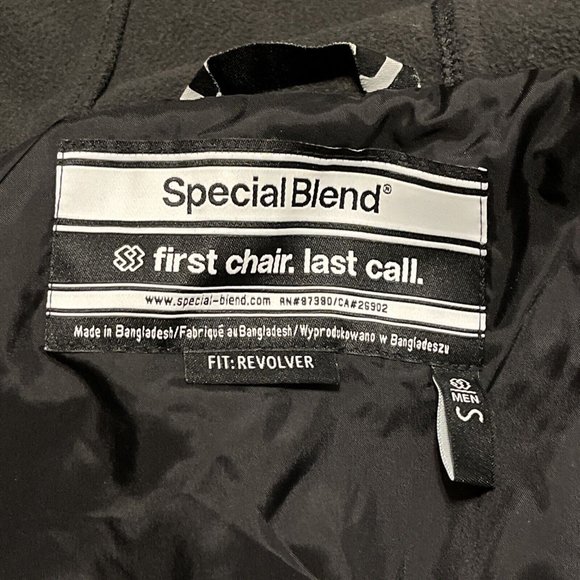 Special Blend®
first chair. last call.
www.special-blend.com RN#87380/CA#26902
Made in Bangladesh/Fabriqué au Bangladesh/Wyprodukowano w Bangladeszu
FIT:REVOLVER
MEN
S